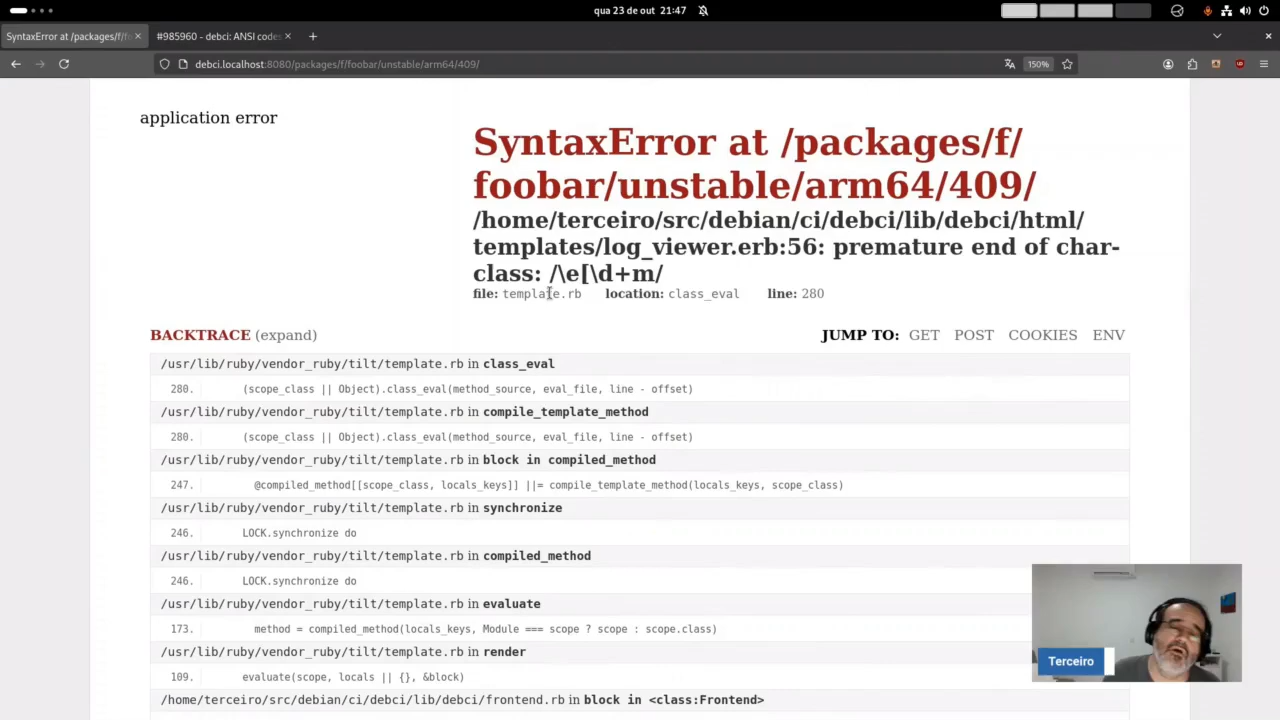 qua 23 de out 21:47
SyntaxError at /packages/f/fo
#985960 - debci: ANSI codes
debci.localhost:8080/packages/f/foobar/unstable/arm64/409/
150%
application error
SyntaxError at /packages/f/
foobar/unstable/arm64/409/
/home/terceiro/src/debian/ci/debci/lib/debci/html/
templates/log_viewer.erb:56: premature end of char-
class: /\e[\d+m/
file: template.rb location: class_eval line: 280
BACKTRACE (expand)
JUMP TO: GET POST COOKIES ENV
/usr/lib/ruby/vendor_ruby/tilt/template.rb in class_eval
280. (scope_class || Object).class_eval(method_source, eval_file, line - offset)
/usr/lib/ruby/vendor_ruby/tilt/template.rb in compile_template_method
280. (scope_class || Object).class_eval(method_source, eval_file, line - offset)
/usr/lib/ruby/vendor_ruby/tilt/template.rb in block in compiled_method
247. @compiled_method[[scope_class, locals_keys]] ||= compile_template_method(locals_keys, scope_class)
/usr/lib/ruby/vendor_ruby/tilt/template.rb in synchronize
246. LOCK.synchronize do
/usr/lib/ruby/vendor_ruby/tilt/template.rb in compiled_method
246. LOCK.synchronize do
/usr/lib/ruby/vendor_ruby/tilt/template.rb in evaluate
173. method = compiled_method(locals_keys, Module === scope ? scope : scope.class)
/usr/lib/ruby/vendor_ruby/tilt/template.rb in render
109. evaluate(scope, locals || {}, &block)
/home/terceiro/src/debian/ci/debci/lib/debci/frontend.rb in block in <class:Frontend>
Terceiro